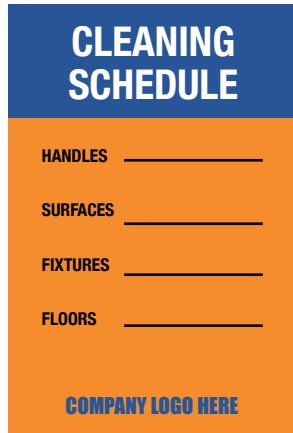 CLEANING
SCHEDULE
HANDLES
SURFACES
FIXTURES
FLOORS
COMPANY LOGO HERE